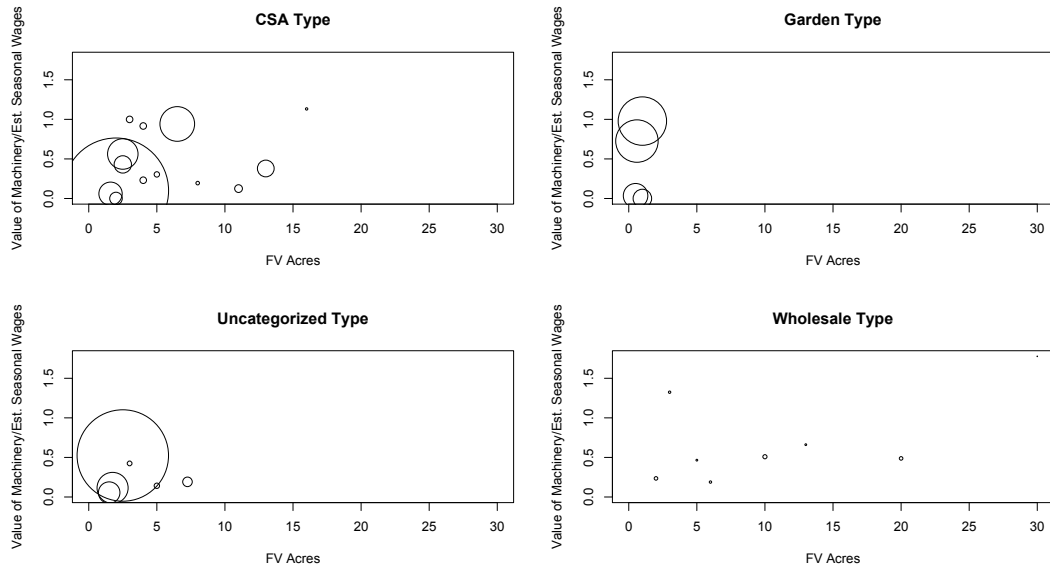 CSA Type
Value of Machinery/Est. Seasonal Wages
0.0 0.5 1.0 1.5
0 5 10 15 20 25 30
FV Acres
Garden Type
Value of Machinery/Est. Seasonal Wages
0.0 0.5 1.0 1.5
0 5 10 15 20 25 30
FV Acres
Uncategorized Type
Value of Machinery/Est. Seasonal Wages
0.0 0.5 1.0 1.5
0 5 10 15 20 25 30
FV Acres
Wholesale Type
Value of Machinery/Est. Seasonal Wages
0.0 0.5 1.0 1.5
0 5 10 15 20 25 30
FV Acres